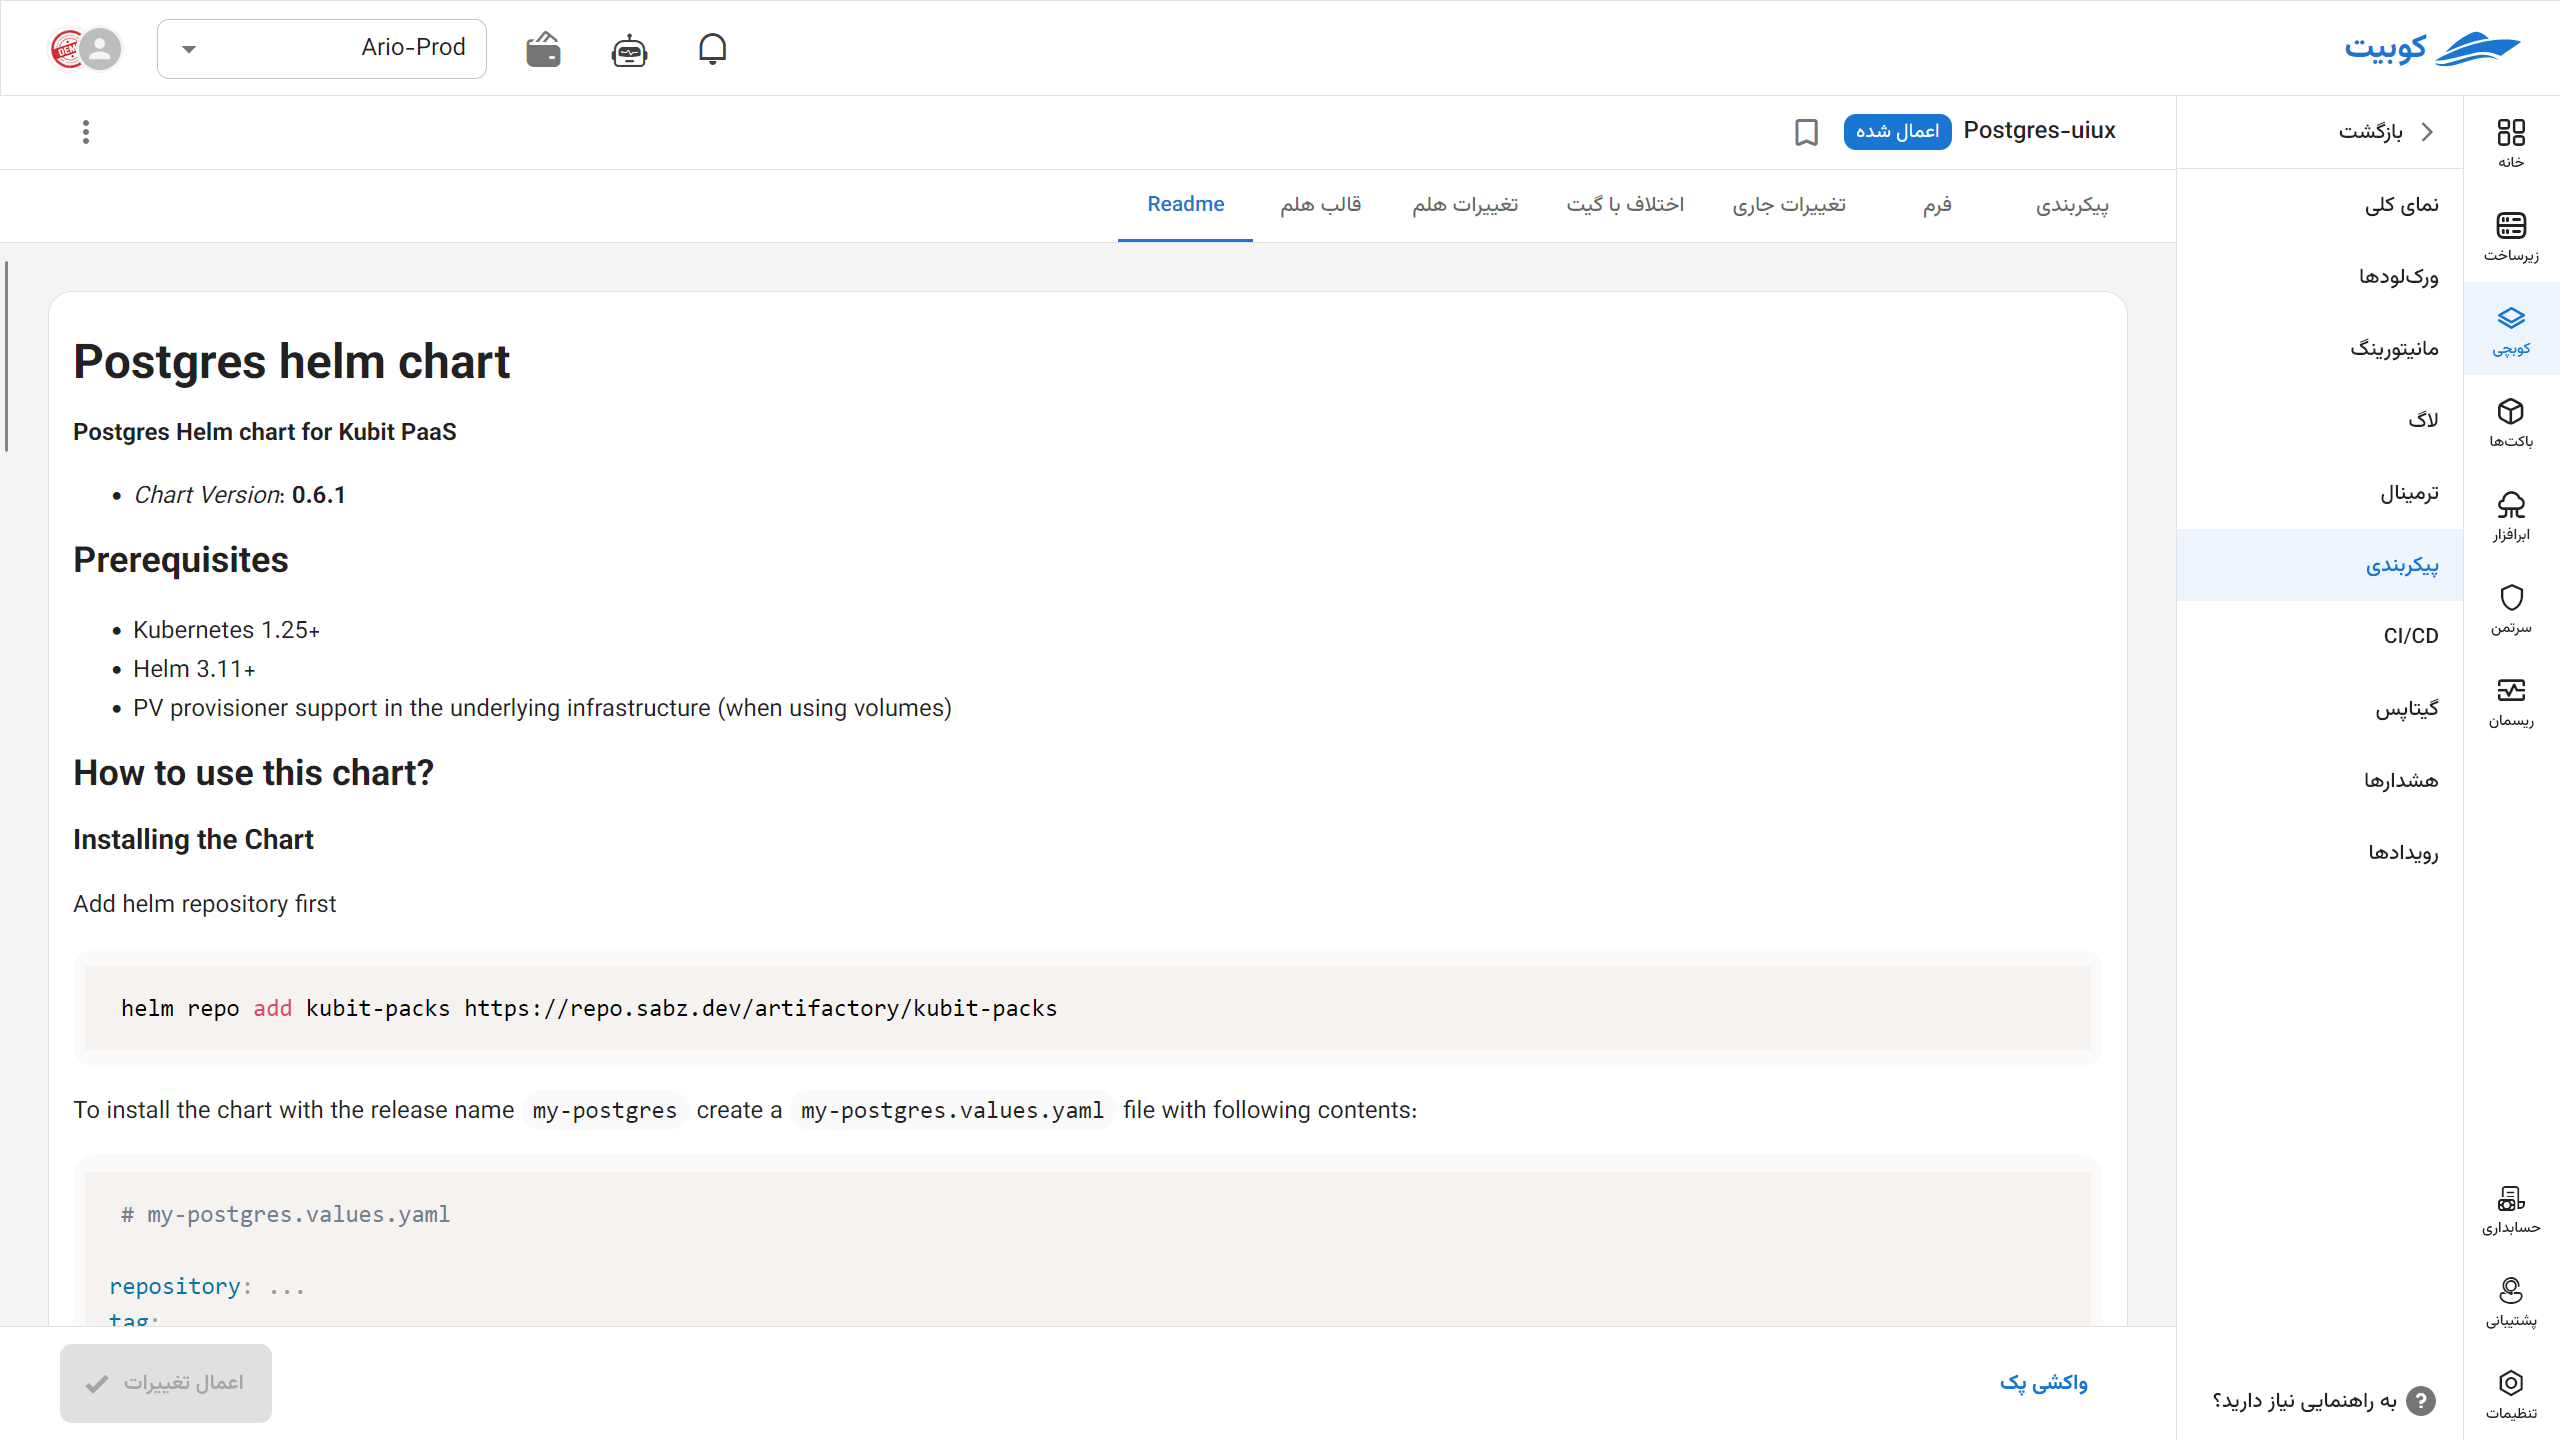 کوبیت
Ario-Prod
DEM
خانه
زیرساخت
کوبچی
باکت‌ها
ابرافزار
سرتمن
ریسمان
حسابداری
پشتیبانی
تنظیمات
بازگشت
نمای کلی
ورک‌لودها
مانیتورینگ
لاگ
ترمینال
پیکربندی
CI/CD
گیتاپس
هشدارها
رویدادها
به راهنمایی نیاز دارید؟
Postgres-uiux
اعمال شده
پیکربندی
فرم
تغییرات جاری
اختلاف با گیت
تغییرات هلم
قالب هلم
Readme
Postgres helm chart
Postgres Helm chart for Kubit PaaS
• Chart Version: 0.6.1
Prerequisites
• Kubernetes 1.25+
• Helm 3.11+
• PV provisioner support in the underlying infrastructure (when using volumes)
How to use this chart?
Installing the Chart
Add helm repository first
helm repo add kubit-packs https://repo.sabz.dev/artifactory/kubit-packs
To install the chart with the release name my-postgres create a my-postgres.values.yaml file with following contents:
# my-postgres.values.yaml
repository: ...
tag:
واکشی پک
اعمال تغییرات